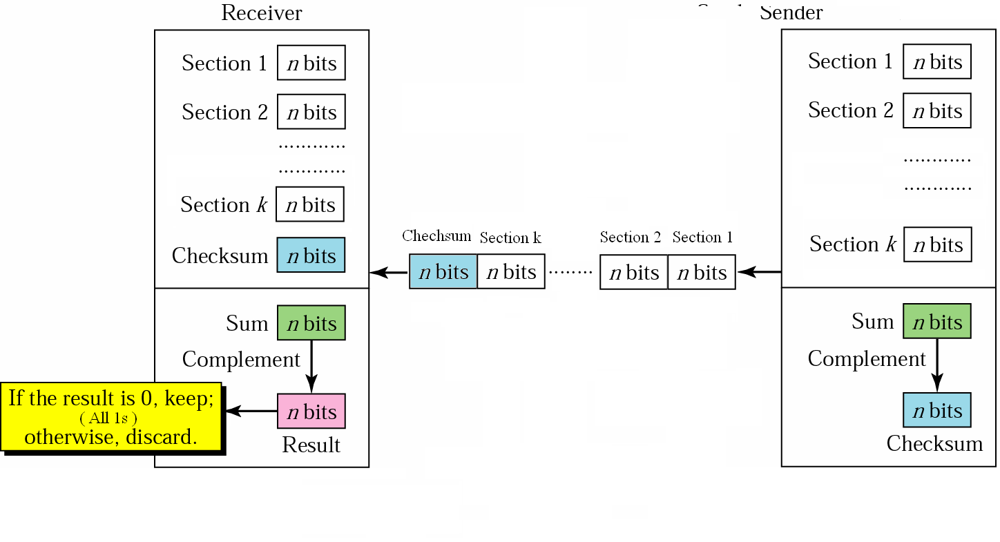 Receiver
Section 1 n bits
Section 2 n bits
............
............
Section k n bits
Checksum n bits
Sum n bits
Complement
n bits
Result
If the result is 0, keep;
( All 1s )
otherwise, discard.
Chechsum Section k Section 2 Section 1
n bits n bits ........ n bits n bits
Sender
Section 1 n bits
Section 2 n bits
............
............
Section k n bits
Sum n bits
Complement
n bits
Checksum